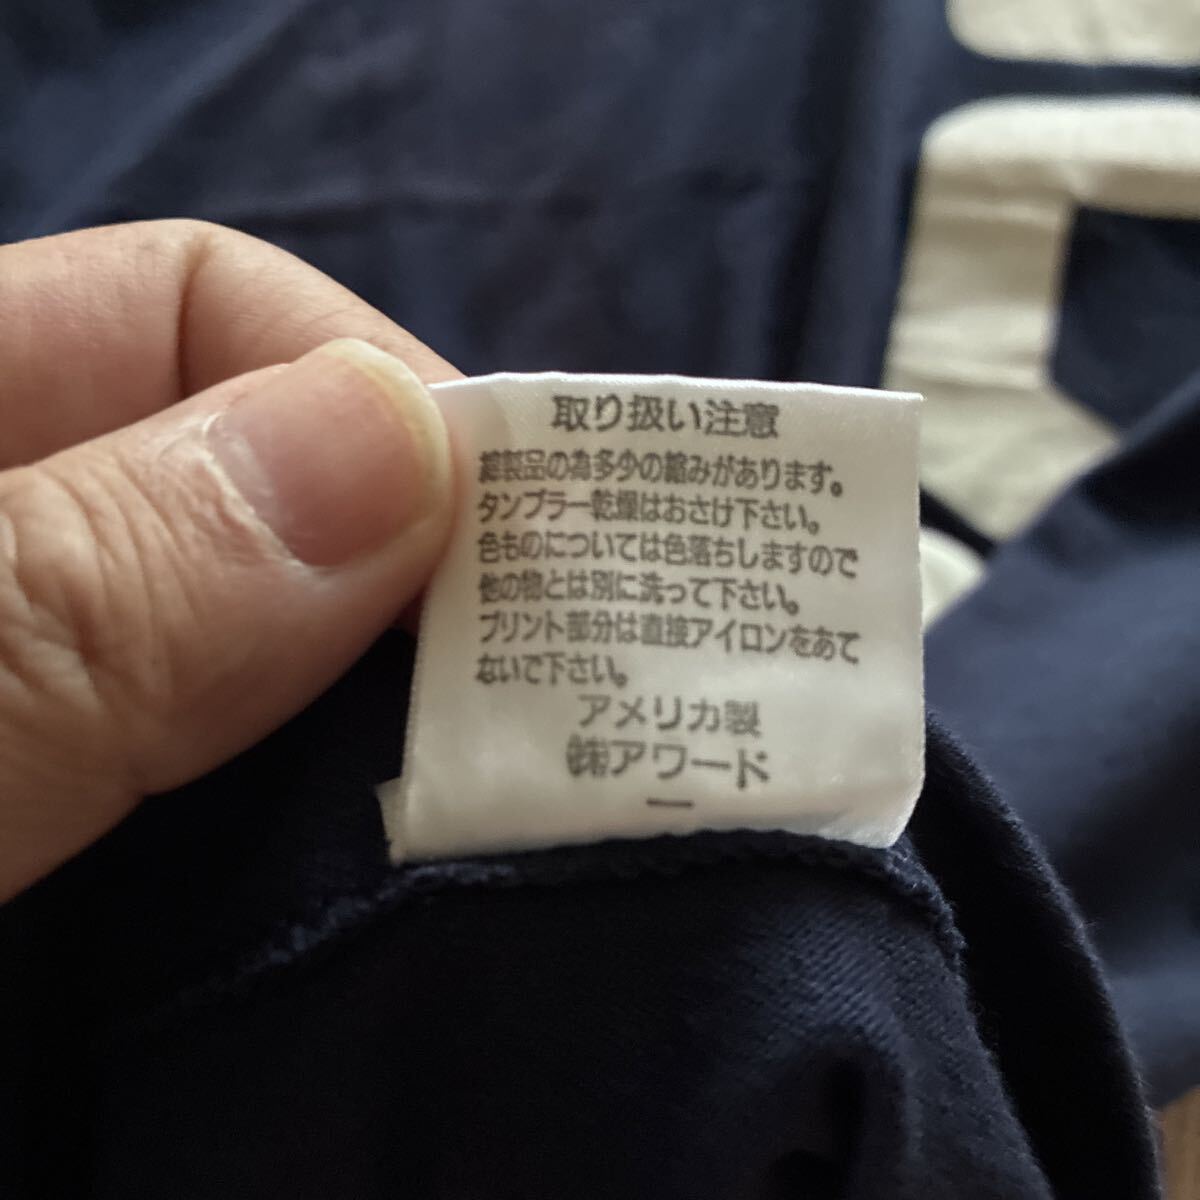 取り扱い注意
綿製品の為多少の縮みがあります。
タンブラー乾燥はおさけ下さい。
色ものについては色落ちしますので
他の物とは別に洗って下さい。
プリント部分は直接アイロンをあて
ないで下さい。
アメリカ製
㈱アワード